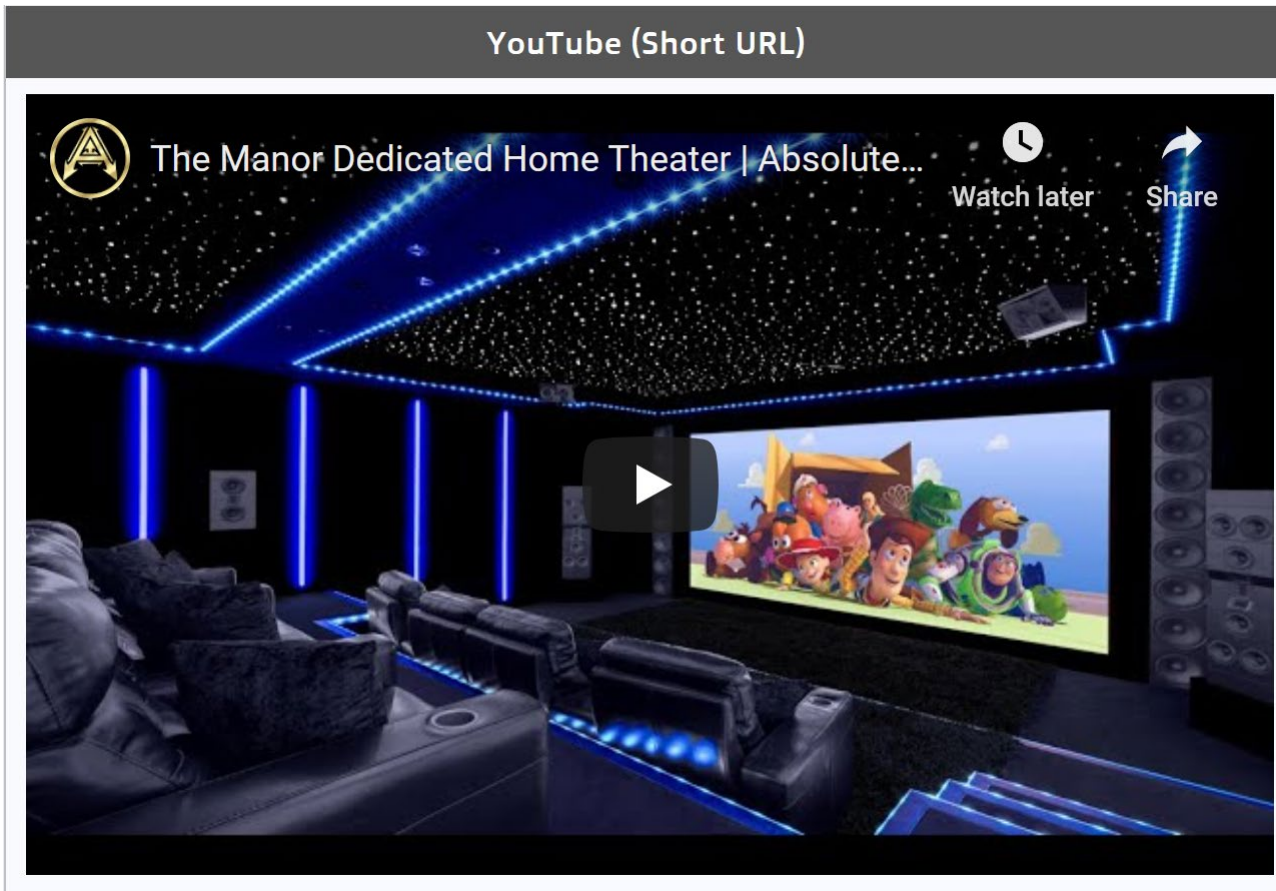 YouTube (Short URL)
The Manor Dedicated Home Theater | Absolute...
Watch later
Share